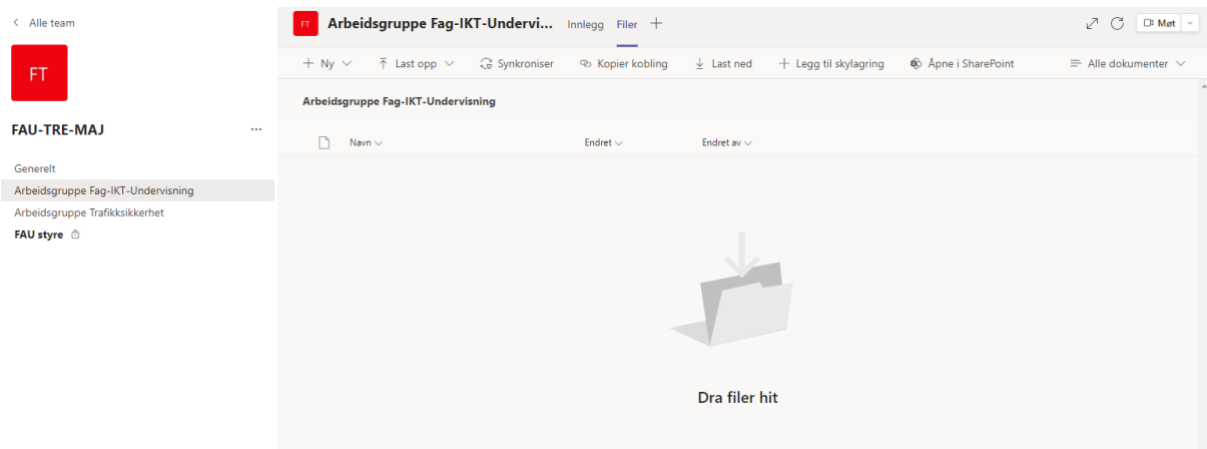 Alle team
FT
FAU-TRE-MAJ ...
Generelt
Arbeidsgruppe Fag-IKT-Undervisning
Arbeidsgruppe Trafikksikkerhet
FAU styre
FT Arbeidsgruppe Fag-IKT-Undervi... Innlegg Filer + Møt
+ Ny Last opp Synkroniser Kopier kobling Last ned + Legg til skylagring Åpne i SharePoint Alle dokumenter
Arbeidsgruppe Fag-IKT-Undervisning
Navn Endret Endret av
Dra filer hit